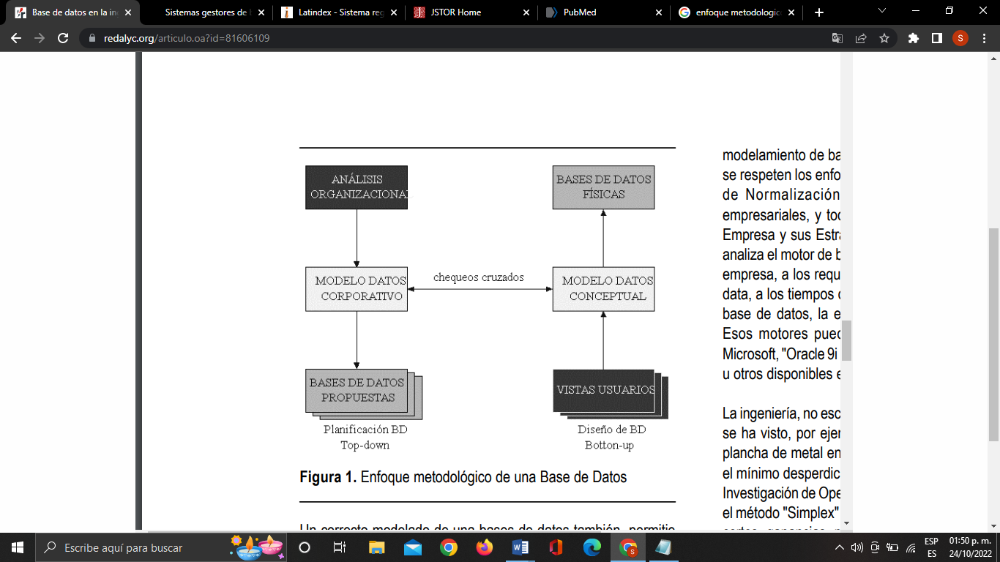 Base de datos en la in
Sistemas gestores de
Latindex - Sistema reg
JSTOR Home
PubMed
enfoque metodologic
redalyc.org/articulo.oa?id=81606109
S
ANÁLISIS
ORGANIZACIONAL
BASES DE DATOS
FÍSICAS
MODELO DATOS
CORPORATIVO
chequeos cruzados
MODELO DATOS
CONCEPTUAL
BASES DE DATOS
PROPUESTAS
VISTAS USUARIOS
Planificación BD
Top-down
Diseño de BD
Botton-up
Figura 1. Enfoque metodológico de una Base de Datos
Un correcto modelado de una bases de datos también permitie
modelamiento de ba
se respeten los enfo
de Normalización
empresariales, y tod
Empresa y sus Estra
analiza el motor de b
empresa, a los requ
data, a los tiempos d
base de datos, la e
Esos motores pued
Microsoft, "Oracle 9i
u otros disponibles e
La ingeniería, no esc
se ha visto, por ejer
plancha de metal en
el mínimo desperdic
Investigación de Ope
el método "Simplex"
Escribe aquí para buscar
S
ESP
ES
01:50 p. m.
24/10/2022